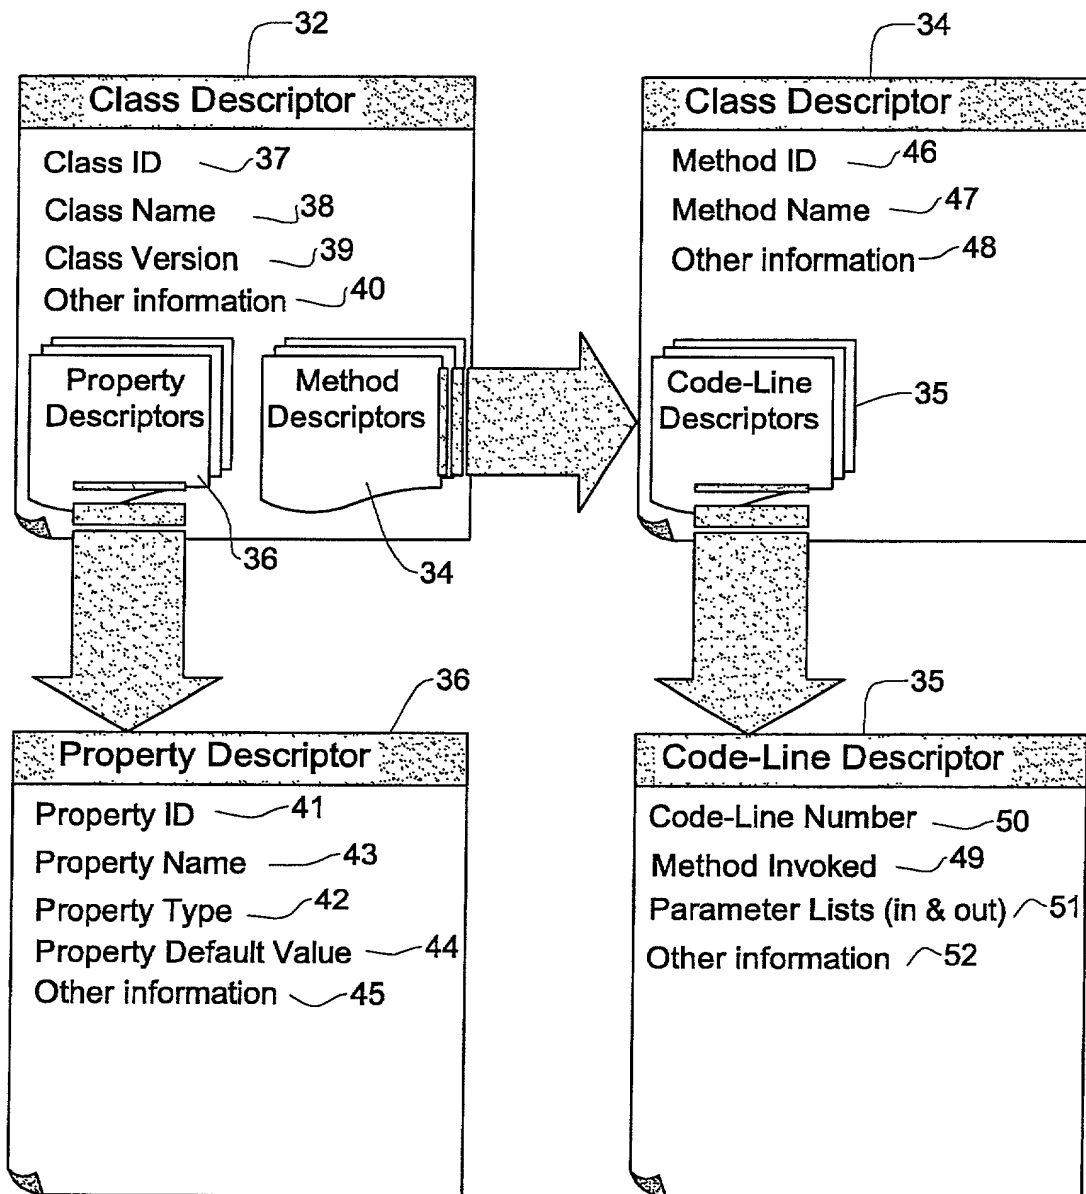 32
Class Descriptor
Class ID 37
Class Name 38
Class Version 39
Other information 40
Property
Descriptors
36
Method
Descriptors
34
34
Class Descriptor
Method ID 46
Method Name 47
Other information 48
Code-Line
Descriptors
35
36
Property Descriptor
Property ID 41
Property Name 43
Property Type 42
Property Default Value 44
Other information 45
35
Code-Line Descriptor
Code-Line Number 50
Method Invoked 49
Parameter Lists (in & out) 51
Other information 52